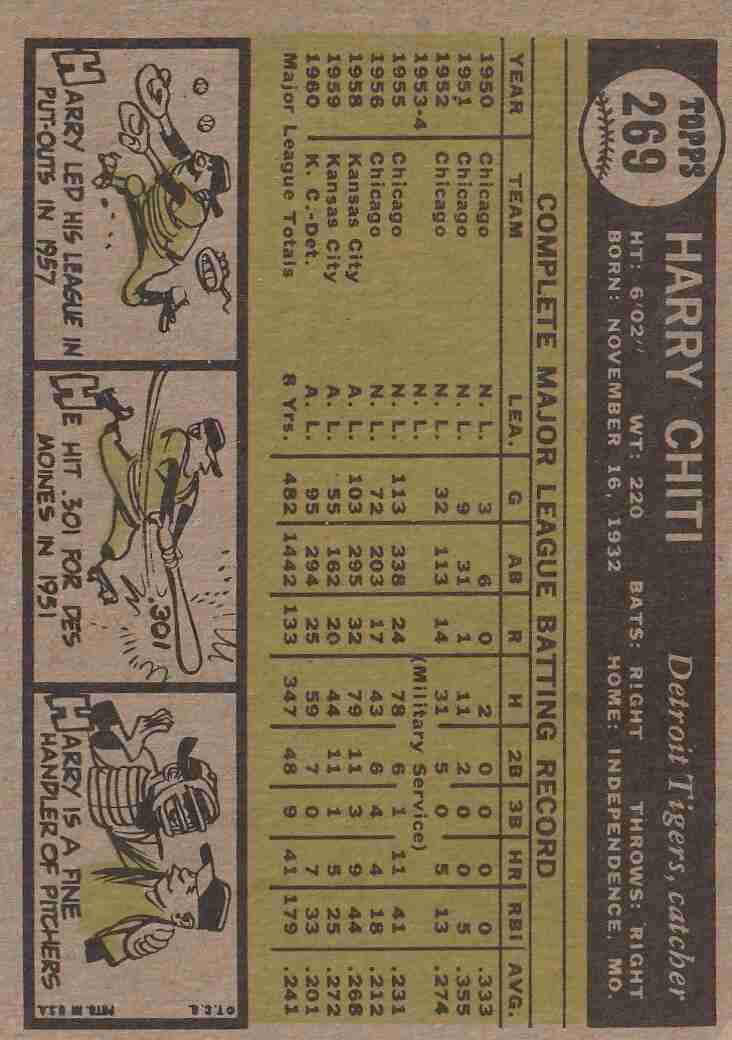 TOPPS
269
HARRY CHITI
Detroit Tigers, catcher
HT: 6'02" WT: 220 BATS: RIGHT THROWS: RIGHT
BORN: NOVEMBER 16, 1932 HOME: INDEPENDENCE, MO.
COMPLETE MAJOR LEAGUE BATTING RECORD
YEAR TEAM LEA. G AB R H 2B 3B HR RBI AVG.
1950 Chicago N. L. 3 6 0 2 0 0 0 0 .333
1951 Chicago N. L. 9 31 1 11 2 0 0 5 .355
1952 Chicago N. L. 32 113 14 31 5 0 5 13 .274
1953-4 N. L. (Military Service)
1955 Chicago N. L. 113 338 24 78 6 1 11 41 .231
1956 Chicago N. L. 72 203 17 43 6 4 4 18 .212
1958 Kansas City A. L. 103 295 32 79 11 3 9 44 .268
1959 Kansas City A. L. 55 162 20 44 11 1 5 25 .272
1960 K. C.-Det. A. L. 95 294 25 59 7 0 7 33 .201
Major League Totals 8 Yrs. 482 1442 133 347 48 9 41 179 .241
HARRY LED HIS LEAGUE IN
PUT-OUTS IN 1957
.301
HE HIT .301 FOR DES
MOINES IN 1951
HARRY IS A FINE
HANDLER OF PITCHERS
© T. C. G. PRTD. IN U.S.A.